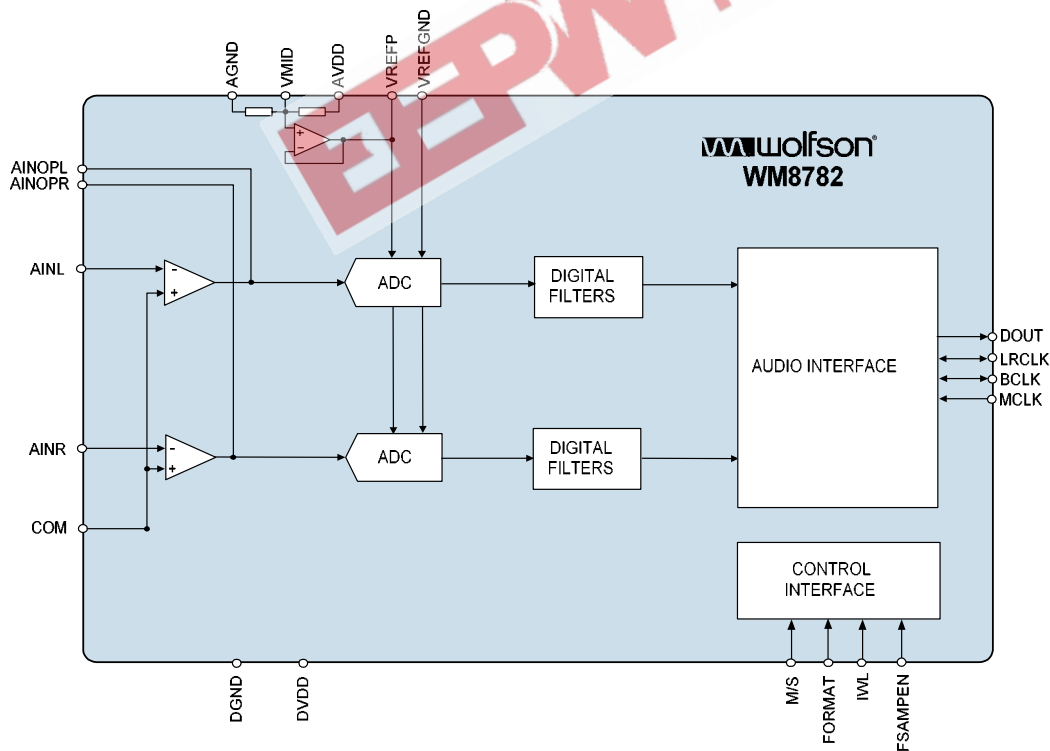 AGND
VMID
AVDD
VREFP
VREFGND
EEPW
wolfson®
WM8782
AINOPL
AINOPR
AINL
-
+
ADC
DIGITAL
FILTERS
AUDIO INTERFACE
DOUT
LRCLK
BCLK
MCLK
AINR
-
+
ADC
DIGITAL
FILTERS
COM
CONTROL
INTERFACE
DGND
DVDD
M/S
FORMAT
IWL
FSAMPEN
+
-